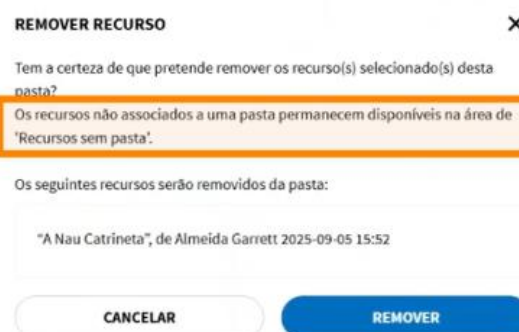 REMOVER RECURSO
Tem a certeza de que pretende remover os recurso(s) selecionado(s) desta
pasta?
Os recursos não associados a uma pasta permanecem disponíveis na área de
'Recursos sem pasta'.
Os seguintes recursos serão removidos da pasta:
"A Nau Catrineta", de Almeida Garrett 2025-09-05 15:52
CANCELAR
REMOVER